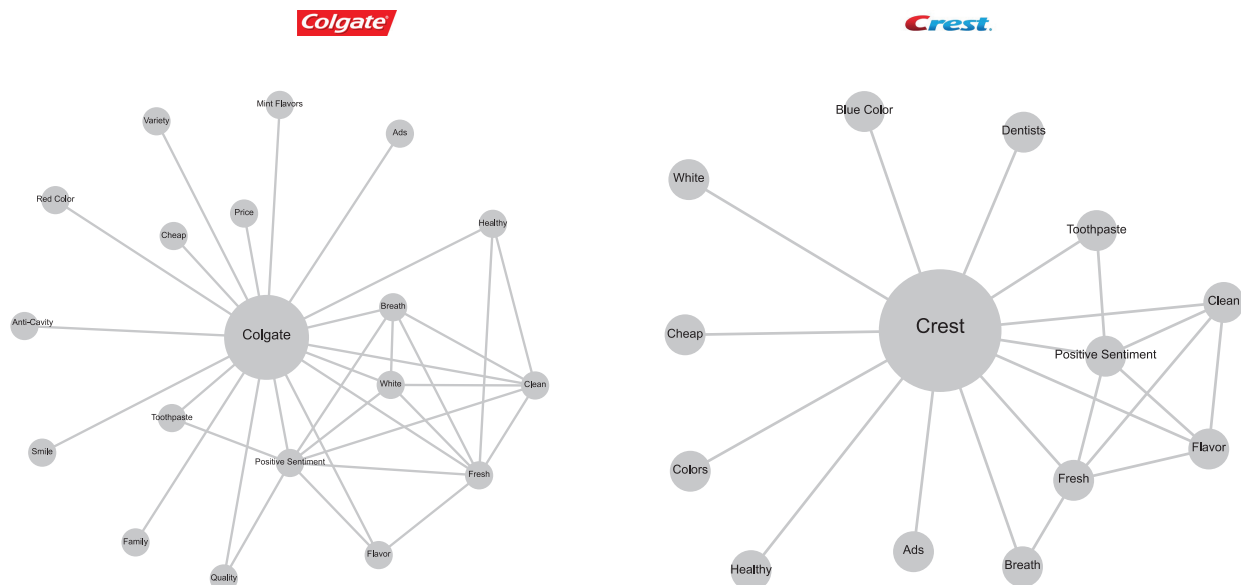 Colgate®
Mint Flavors
Variety
Ads
Red Color
Price
Healthy
Cheap
Breath
Anti-Cavity
Colgate
White
Clean
Toothpaste
Smile
Positive Sentiment
Fresh
Family
Flavor
Quality
Crest.
Blue Color
Dentists
White
Toothpaste
Clean
Crest
Cheap
Positive Sentiment
Flavor
Colors
Fresh
Ads
Healthy
Breath